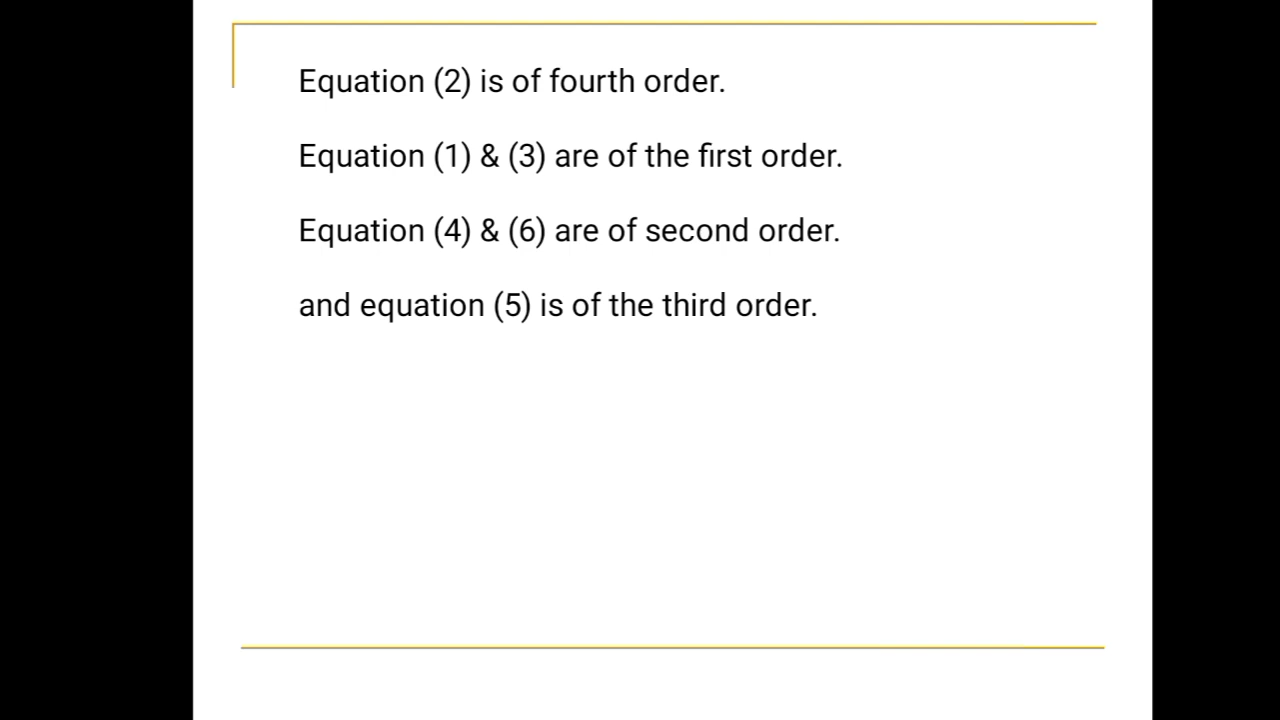 Equation (2) is of fourth order.
Equation (1) & (3) are of the first order.
Equation (4) & (6) are of second order.
and equation (5) is of the third order.